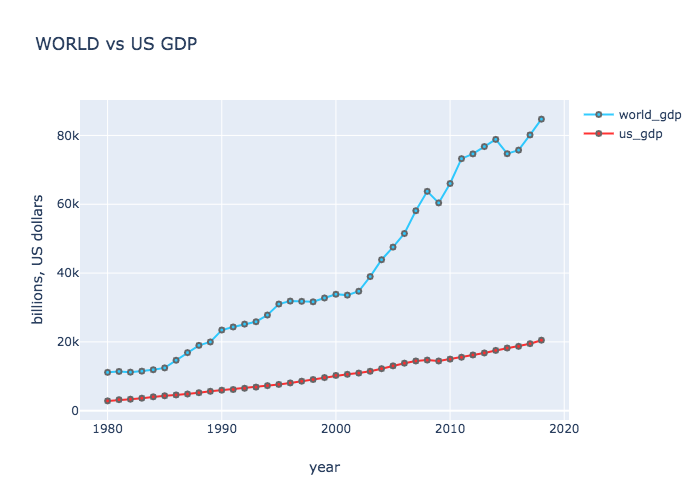 WORLD vs US GDP
world_gdp
us_gdp
80k
60k
40k
20k
0
billions, US dollars
1980
1990
2000
2010
2020
year